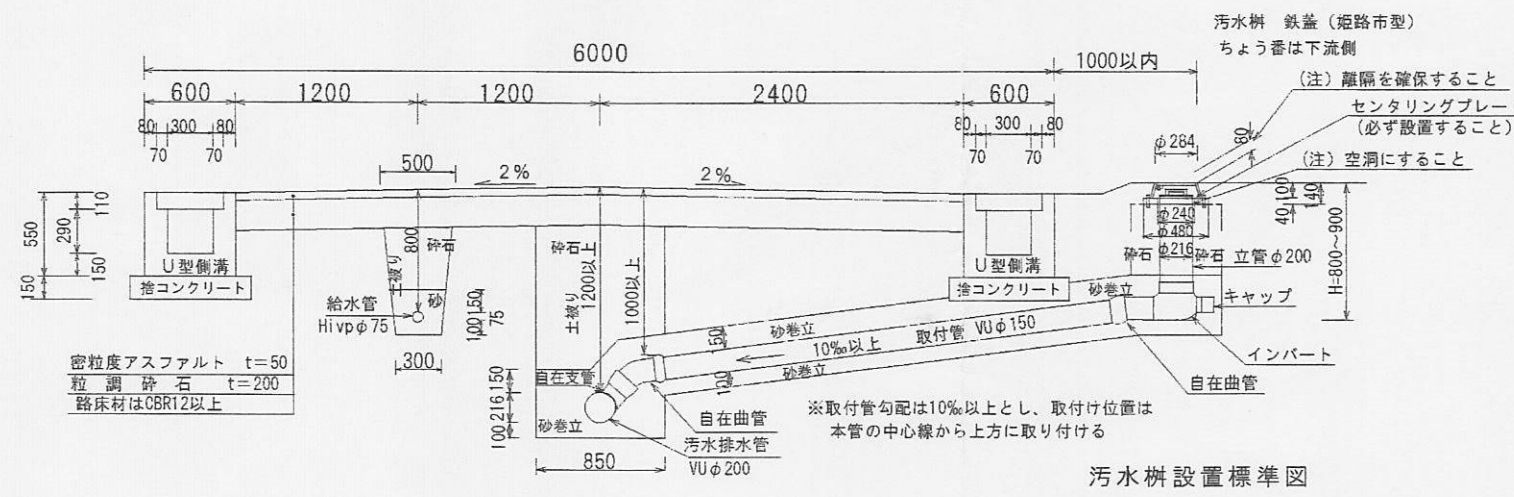 汚水桝 鉄蓋（姫路市型）
ちょう番は下流側
6000
1000以内
（注）離隔を確保すること
600
1200
1200
2400
600
センタリングプレー
（必ず設置すること）
80 300 80
70 70
80 300 80
70 70
φ284
80
（注）空洞にすること
500
2%
2%
550
150
110
290
150
800
土被り
砕石
砂
砕石
土被り
1200以上
1000以上
100
140
40
φ240
φ480
φ216
砕石
砕石
立管φ200
H=800～900
U型側溝
捨コンクリート
U型側溝
捨コンクリート
給水管
Hivpφ75
150
75
100
300
砂巻立
キャップ
砂巻立
150
10‰以上
取付管 VUφ150
砂巻立
100
インバート
自在曲管
密粒度アスファルト t=50
粒調砕石 t=200
路床材はCBR12以上
自在支管
150
216
100
砂巻立
自在曲管
汚水排水管
VUφ200
850
※取付管勾配は10‰以上とし、取付け位置は
本管の中心線から上方に取り付ける
汚水桝設置標準図